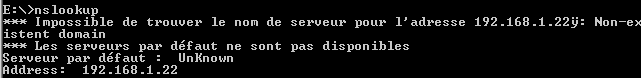 E:\>nslookup
*** Impossible de trouver le nom de serveur pour l'adresse 192.168.1.22ÿ: Non-ex
istent domain
*** Les serveurs par défaut ne sont pas disponibles
Serveur par défaut :  UnKnown
Address:  192.168.1.22